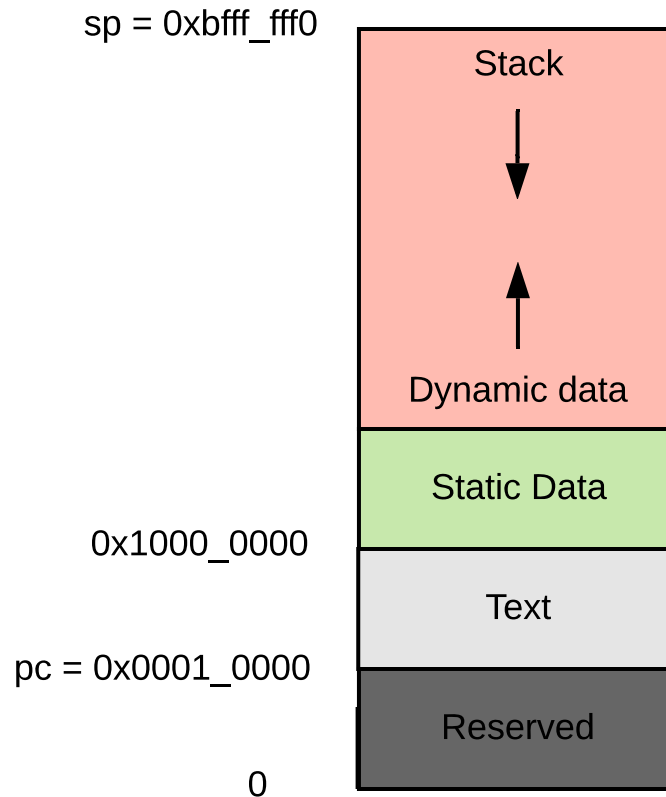 sp = 0xbfff_fff0
Stack
Dynamic data
Static Data
0x1000_0000
Text
pc = 0x0001_0000
Reserved
0